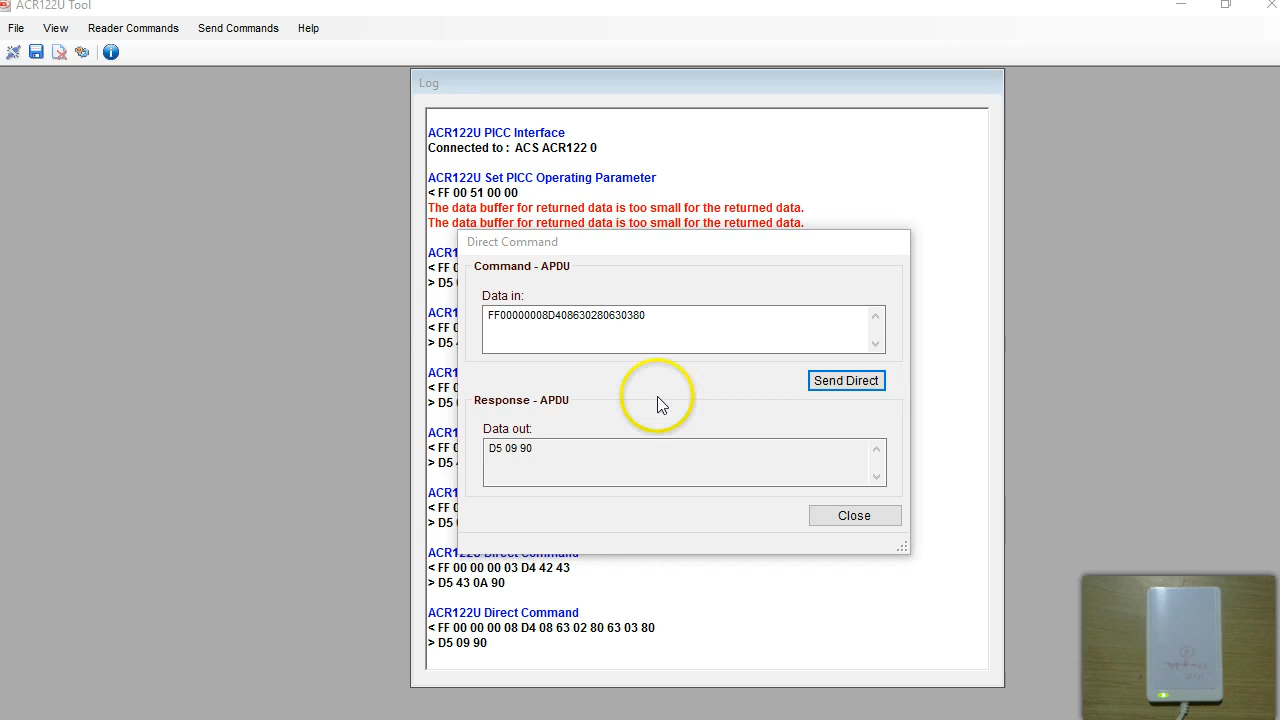 ACR122U Tool
File View Reader Commands Send Commands Help
Log
ACR122U PICC Interface
Connected to : ACS ACR122 0
ACR122U Set PICC Operating Parameter
< FF 00 51 00 00
The data buffer for returned data is too small for the returned data.
The data buffer for returned data is too small for the returned data.
Direct Command
Command - APDU
Data in:
FF00000008D408630280630380
Send Direct
Response - APDU
Data out:
D5 09 90
Close
ACR122U Direct Command
< FF 00 00 00 03 D4 42 43
> D5 43 0A 90
ACR122U Direct Command
< FF 00 00 00 08 D4 08 63 02 80 63 03 80
> D5 09 90